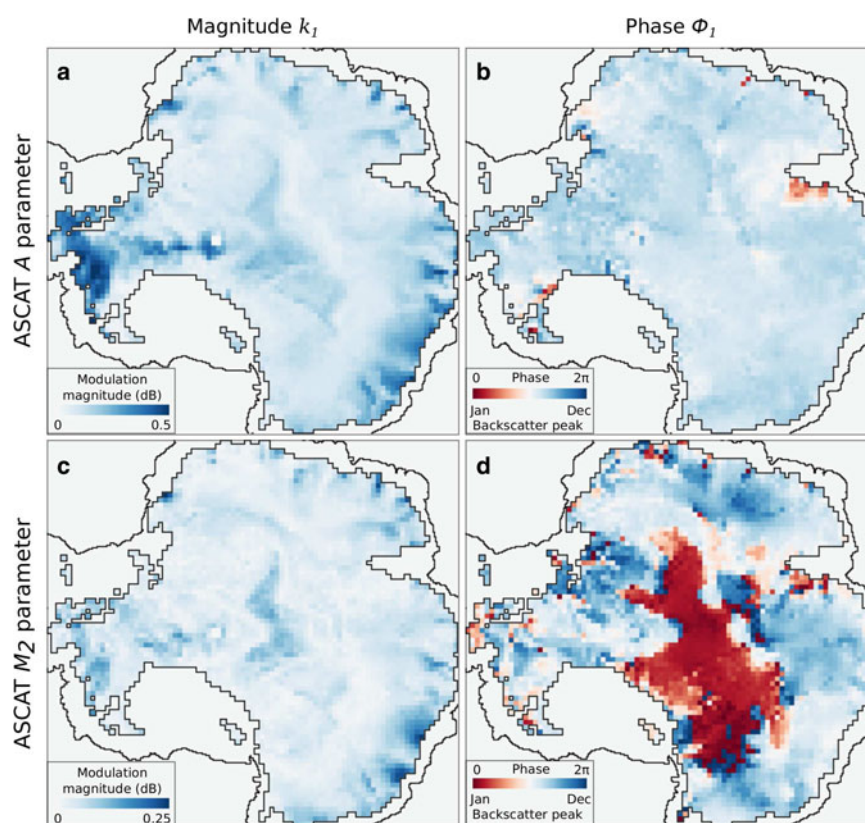 Magnitude k₁
Phase Φ₁
ASCAT A parameter
a
Modulation
magnitude (dB)
0 0.5
b
0 Phase 2π
Jan Dec
Backscatter peak
ASCAT M₂ parameter
c
Modulation
magnitude (dB)
0 0.25
d
0 Phase 2π
Jan Dec
Backscatter peak